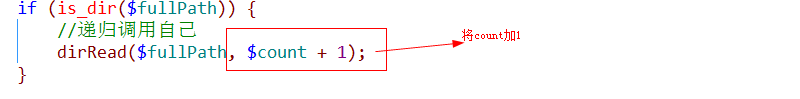 if (is_dir($fullPath)) {
//递归调用自己
dirRead($fullPath, $count + 1);
将count加1
}